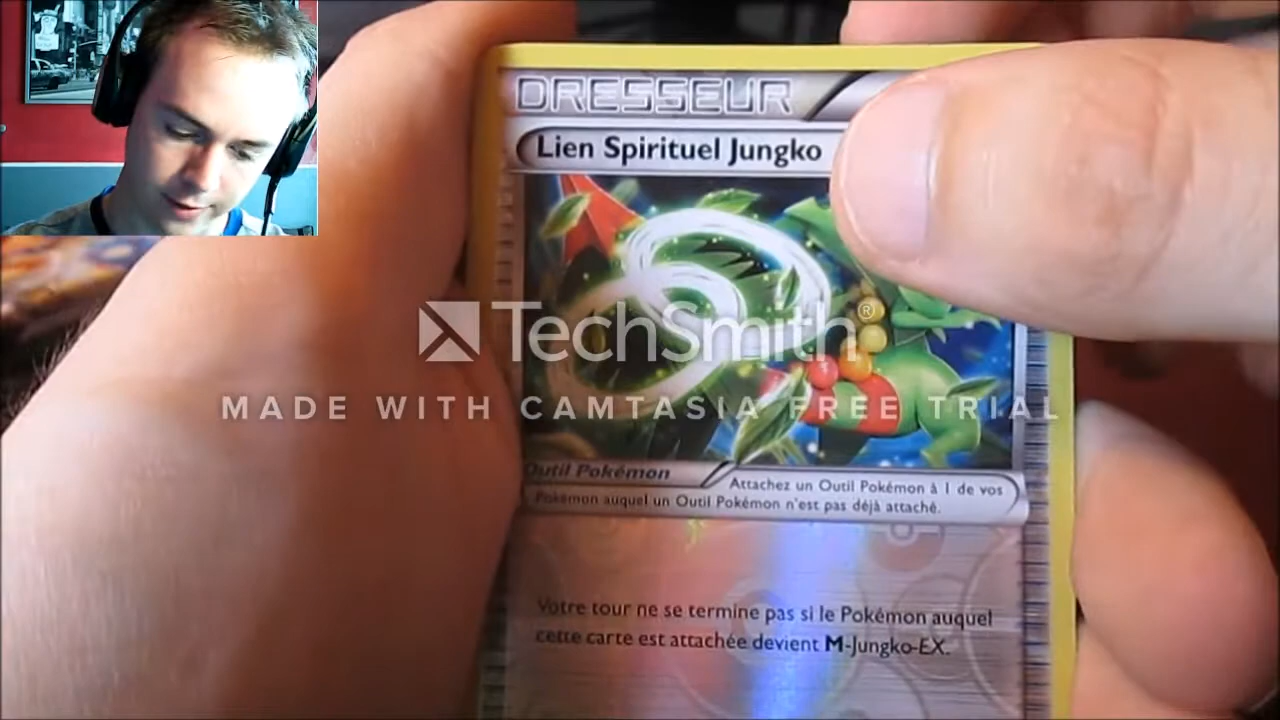 DRESSEUR
Lien Spirituel Jungko
TechSmith®
MADE WITH CAMTASIA FREE TRIAL
Outil Pokémon
Attachez un Outil Pokémon à 1 de vos
Pokémon auquel un Outil Pokémon n'est pas déjà attaché.
Votre tour ne se termine pas si le Pokémon auquel
cette carte est attachée devient M-Jungko-EX.